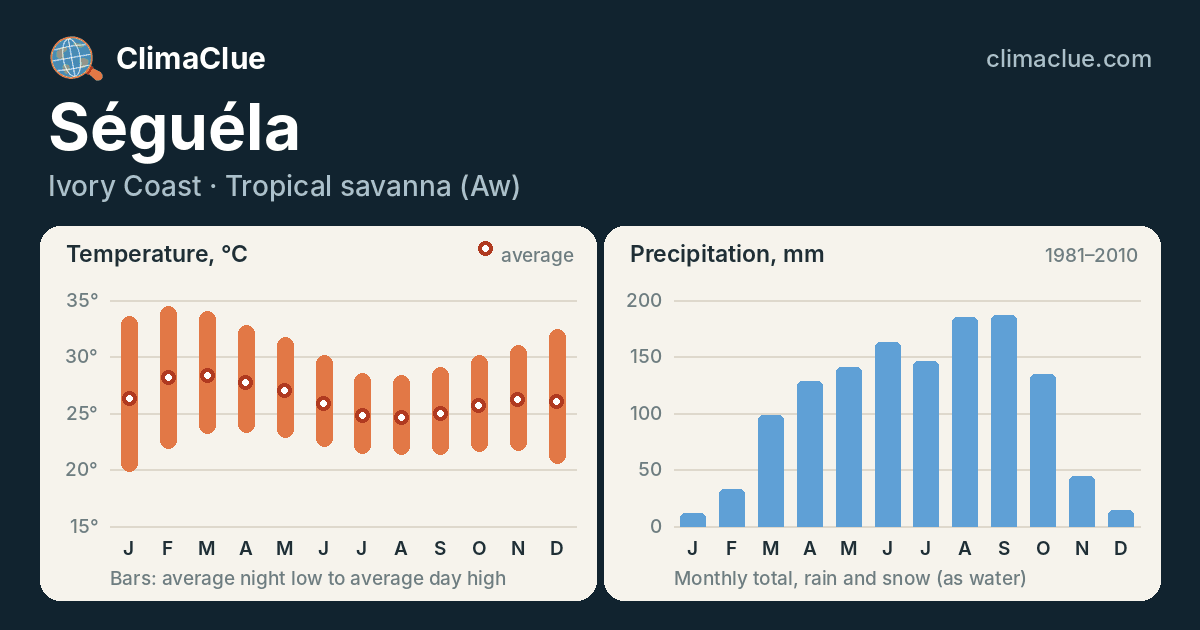 ClimaClue
climaclue.com
Séguéla
Ivory Coast · Tropical savanna (Aw)
Temperature, °C
average
35°
30°
25°
20°
15°
J F M A M J J A S O N D
Bars: average night low to average day high
Precipitation, mm
1981–2010
200
150
100
50
0
J F M A M J J A S O N D
Monthly total, rain and snow (as water)